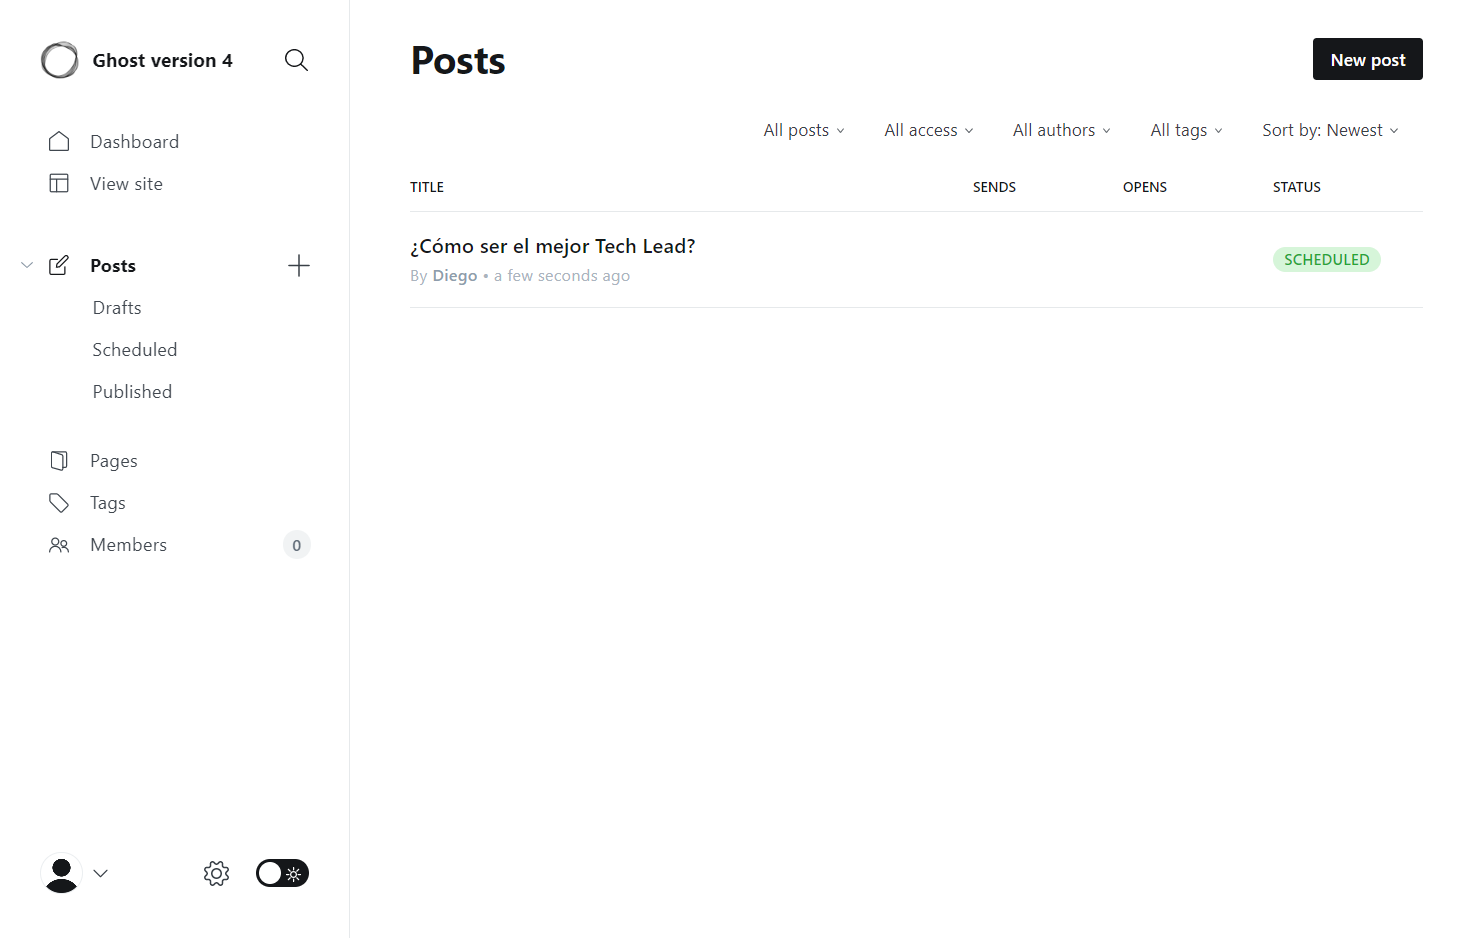 Ghost version 4
Dashboard
View site
Posts
Drafts
Scheduled
Published
Pages
Tags
Members 0
Posts
New post
All posts All access All authors All tags Sort by: Newest
TITLE SENDS OPENS STATUS
¿Cómo ser el mejor Tech Lead?
By Diego • a few seconds ago
SCHEDULED